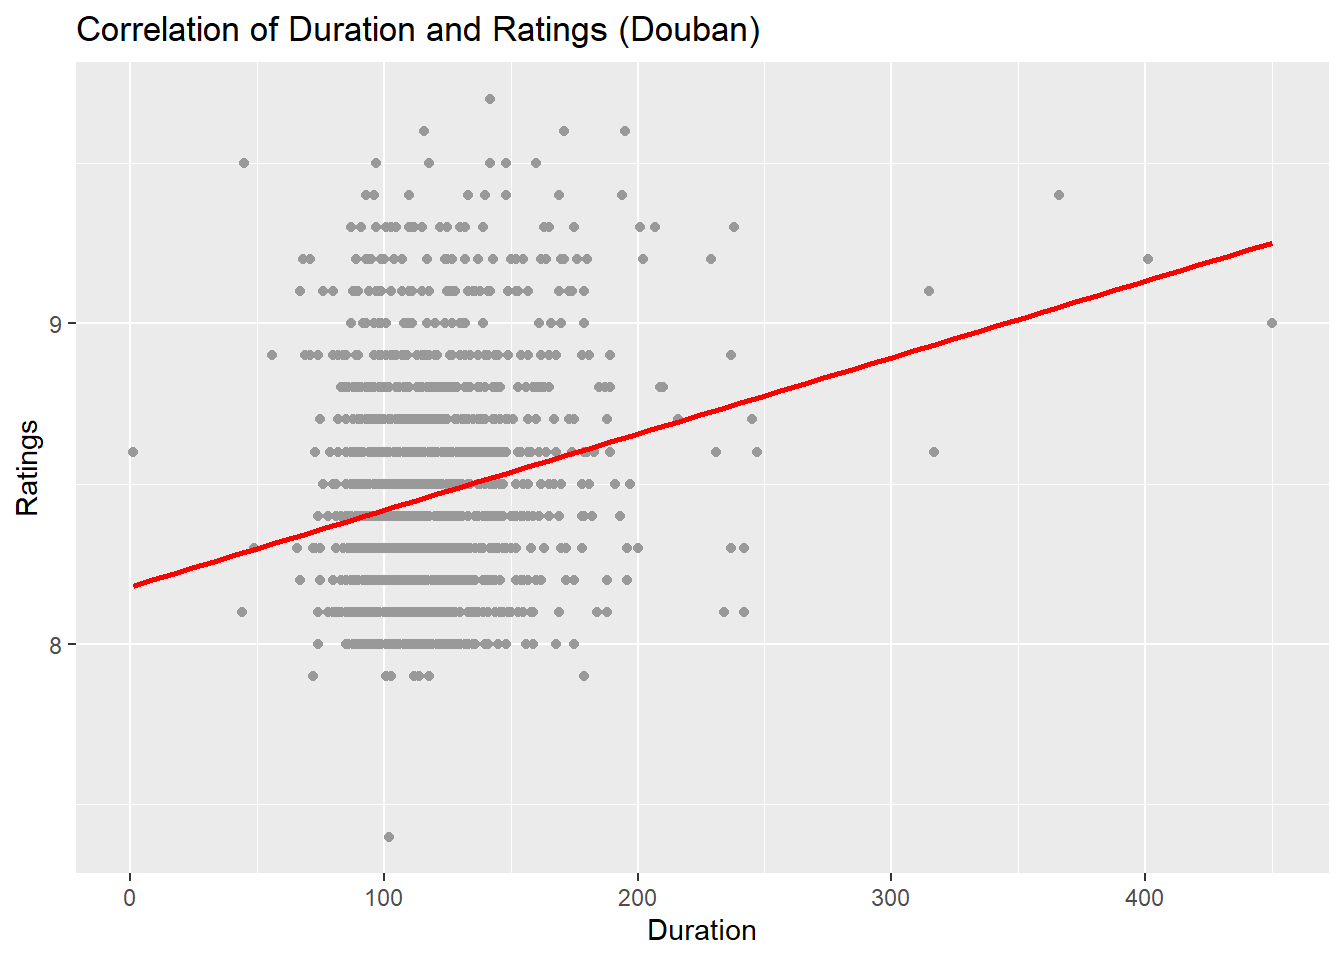 Correlation of Duration and Ratings (Douban)
Ratings
9
8
0 100 200 300 400
Duration